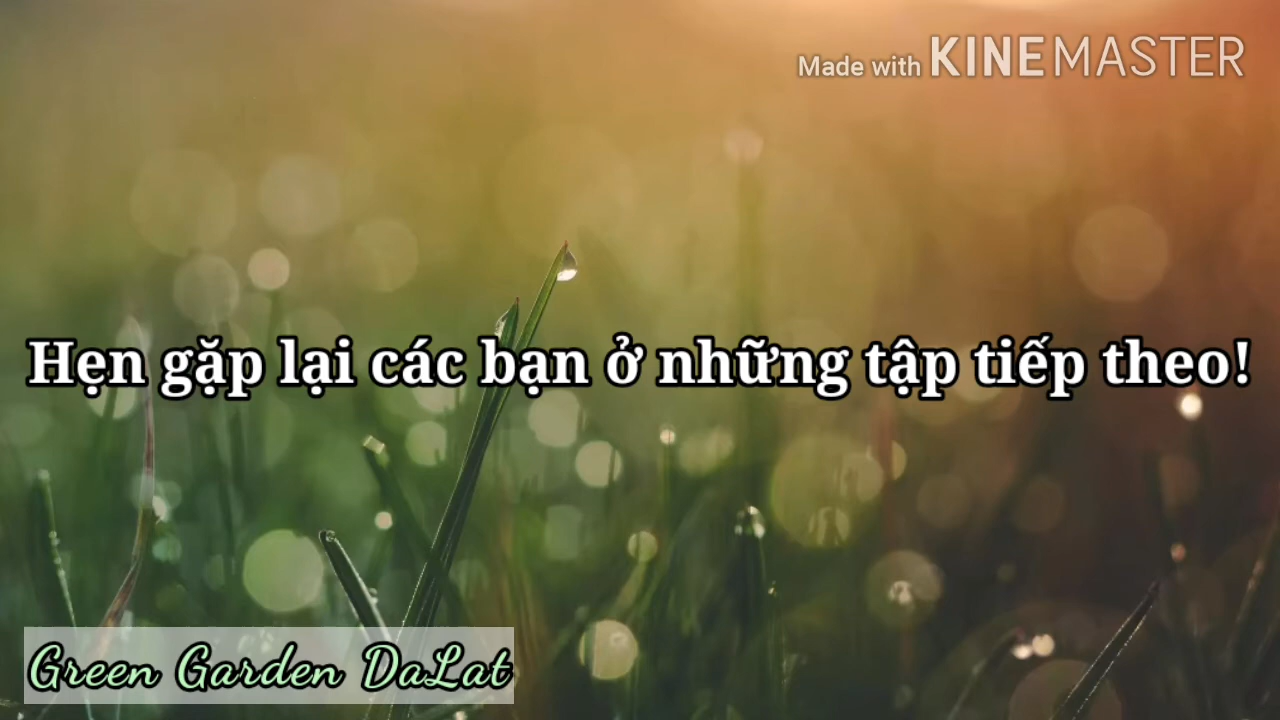 Made with KINEMASTER
Hẹn gặp lại các bạn ở những tập tiếp theo!
Green Garden DaLat